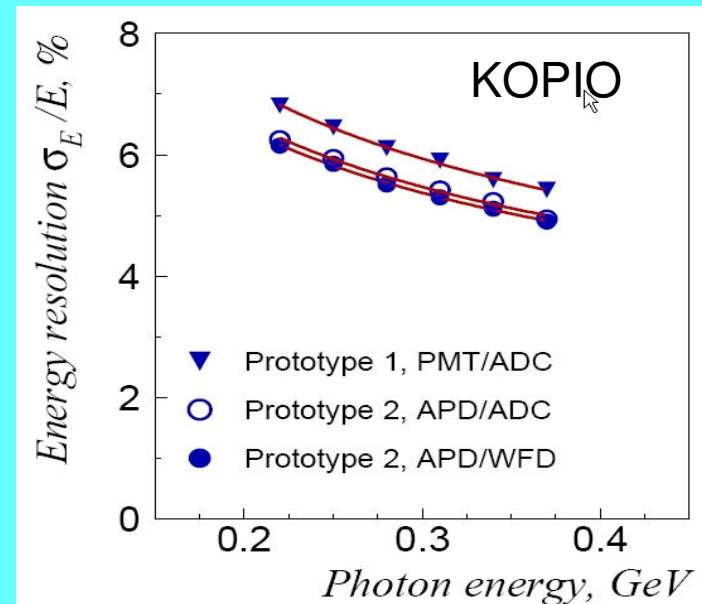 KOPIO
Energy resolution σE/E, %
8
6
4
2
0
Prototype 1, PMT/ADC
Prototype 2, APD/ADC
Prototype 2, APD/WFD
0.2 0.3 0.4
Photon energy, GeV